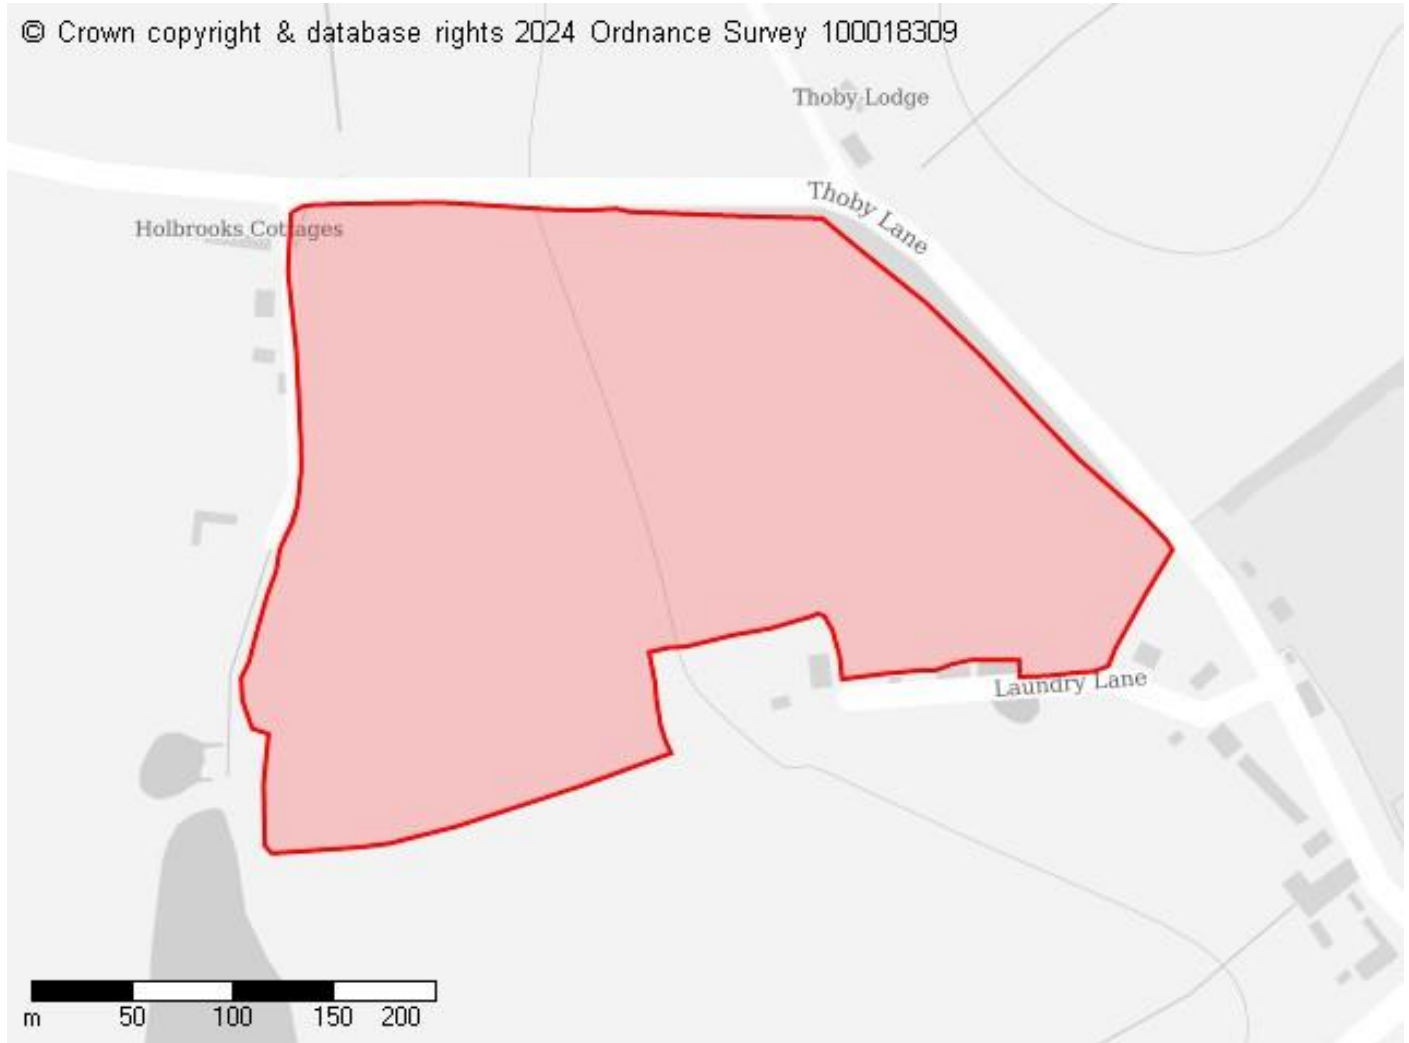 © Crown copyright & database rights 2024 Ordnance Survey 100018309
Thoby Lodge
Thoby Lane
Holbrooks Cottages
Laundry Lane
m 50 100 150 200